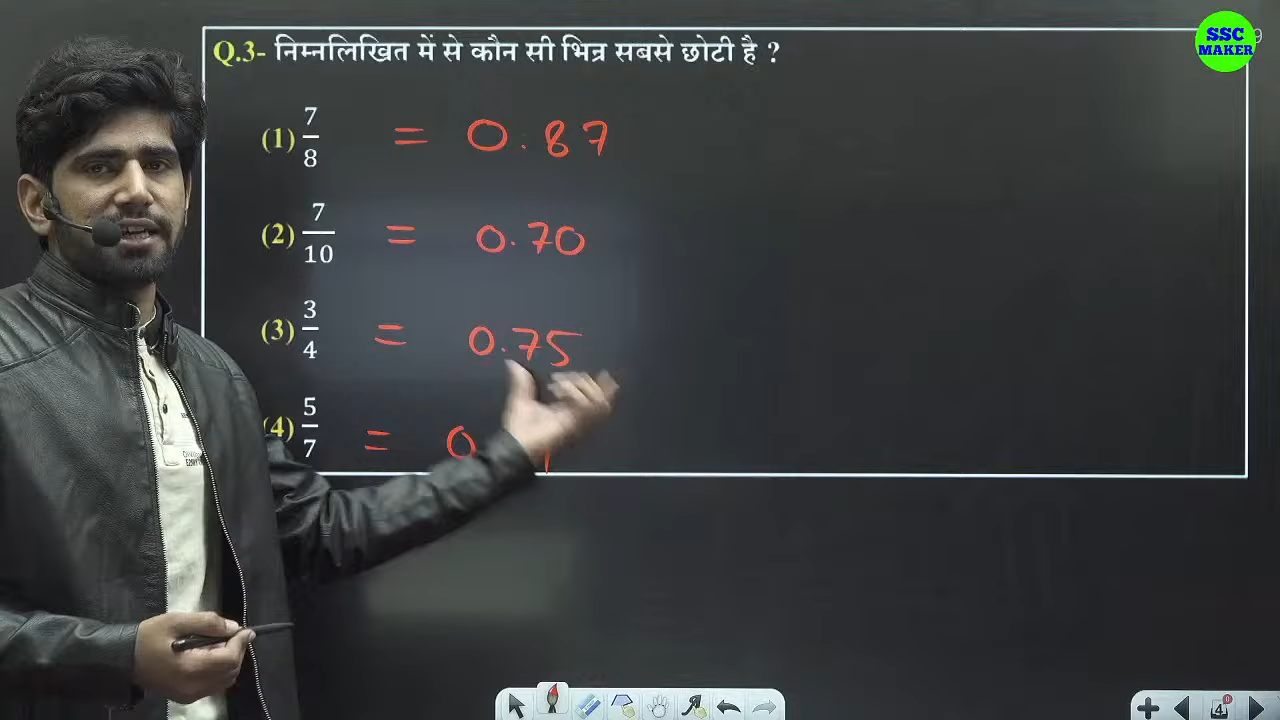 SSC
MAKER
Q.3- निम्नलिखित में से कौन सी भिन्न सबसे छोटी है ?
(1) 7/8 = 0.87
(2) 7/10 = 0.70
(3) 3/4 = 0.75
(4) 5/7 = 0
4